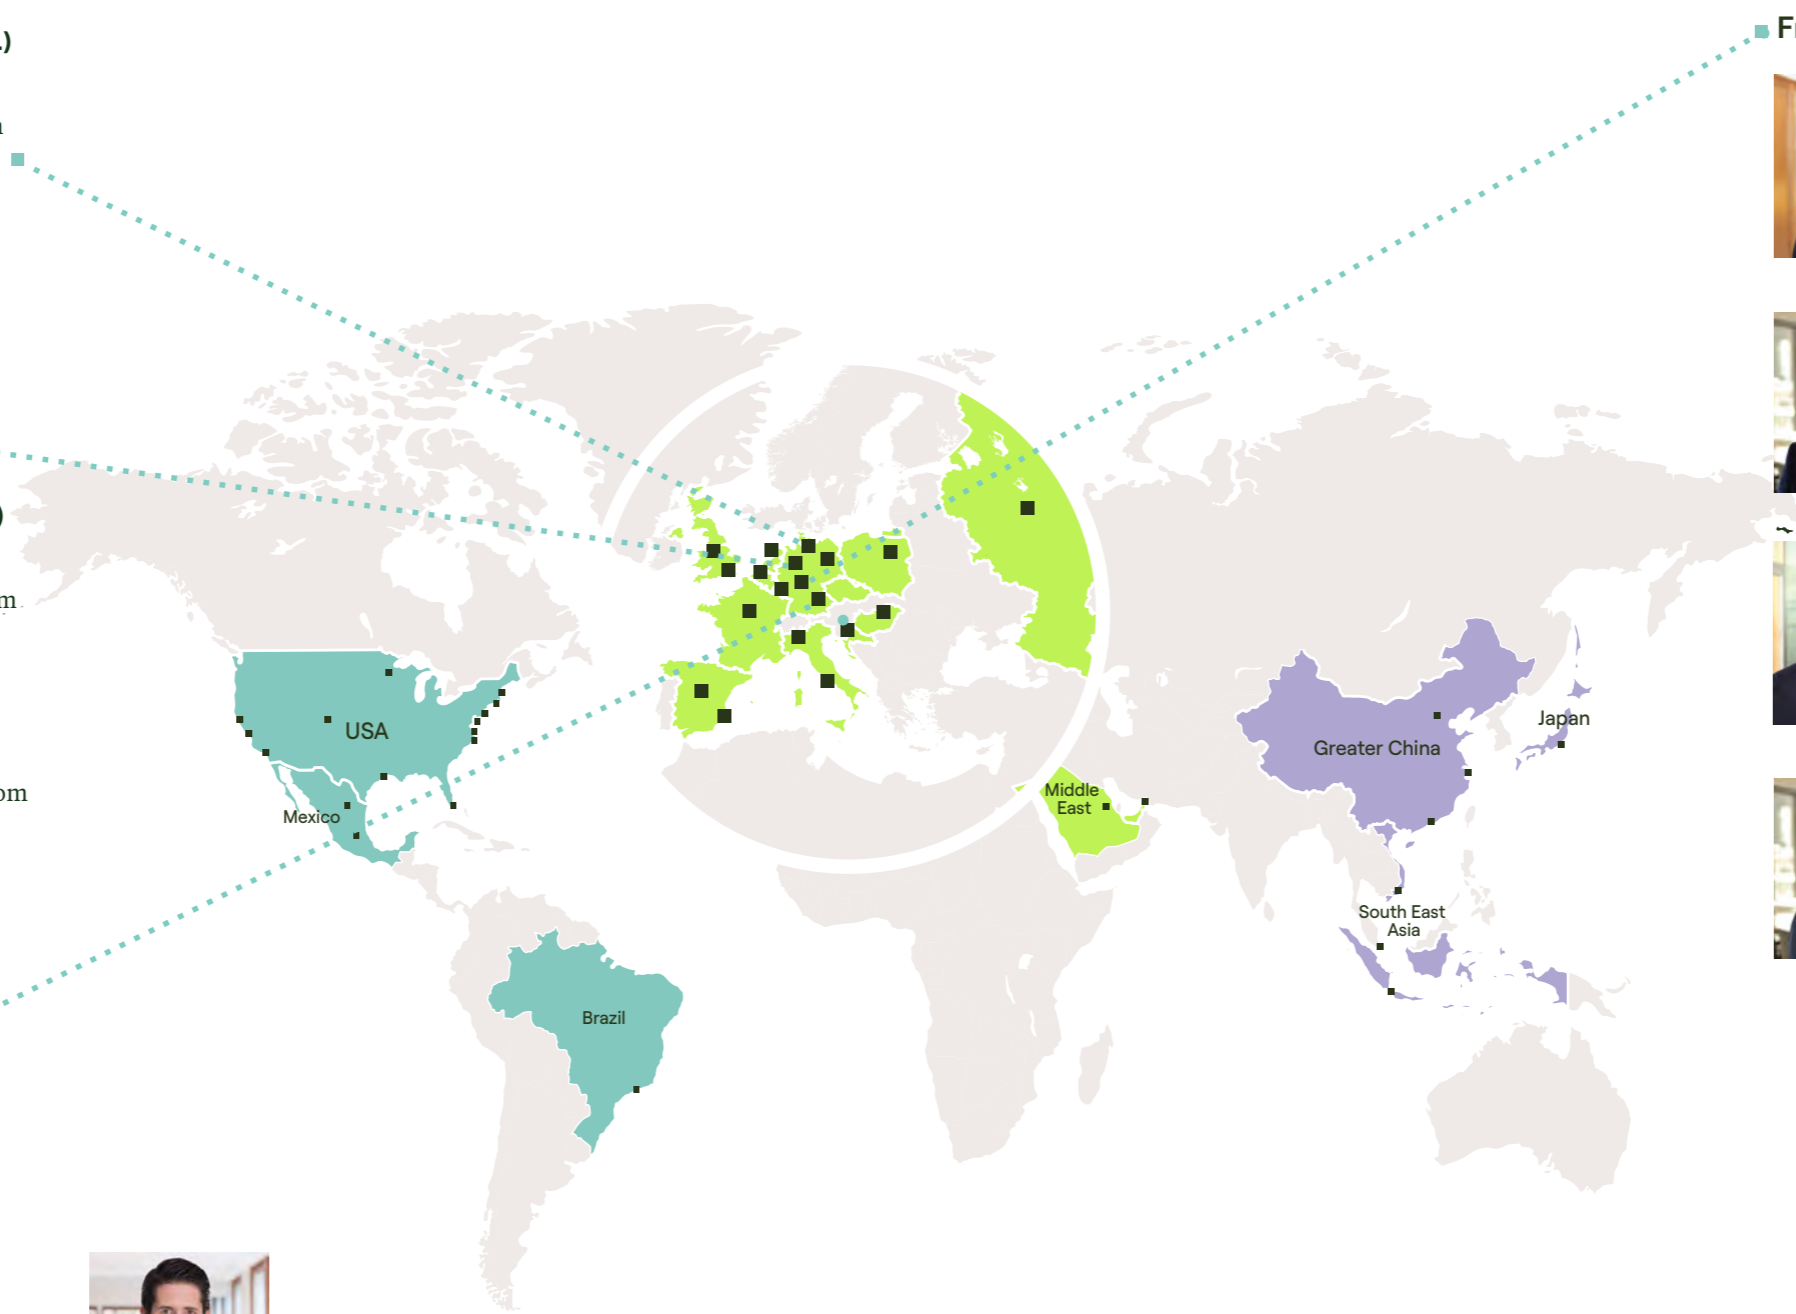 USA
Mexico
Brazil
Middle
East
Greater China
Japan
South East
Asia